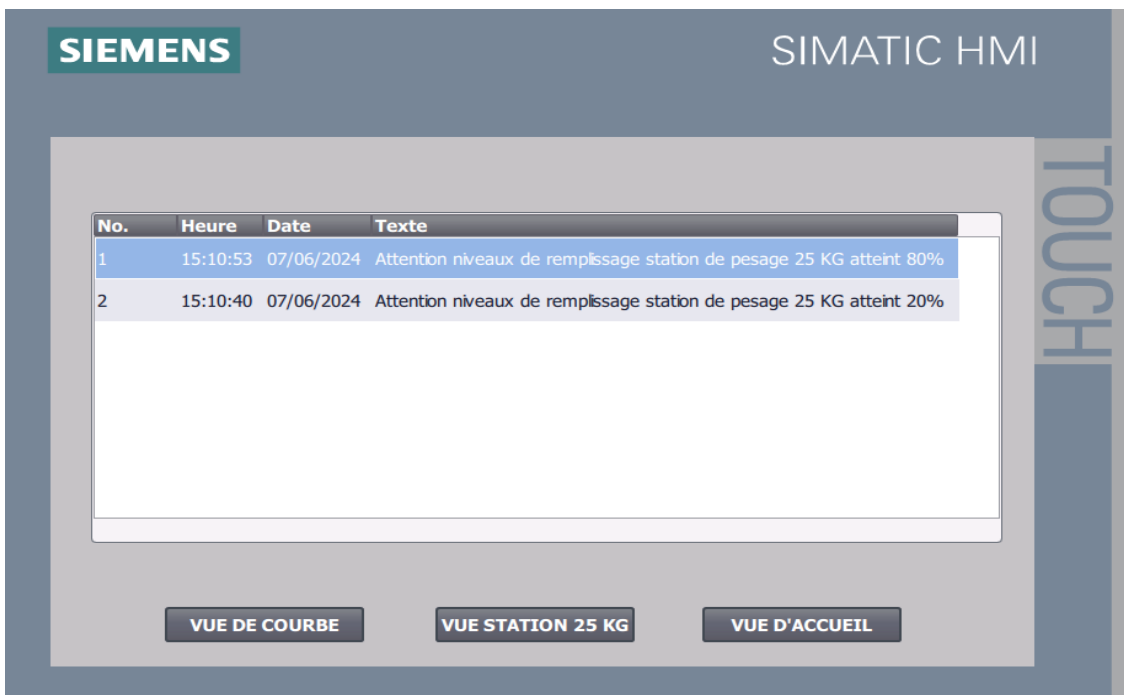 SIEMENS
SIMATIC HMI
TOUCH
No. Heure Date Texte
1 15:10:53 07/06/2024 Attention niveaux de remplissage station de pesage 25 KG atteint 80%
2 15:10:40 07/06/2024 Attention niveaux de remplissage station de pesage 25 KG atteint 20%
VUE DE COURBE VUE STATION 25 KG VUE D'ACCUEIL